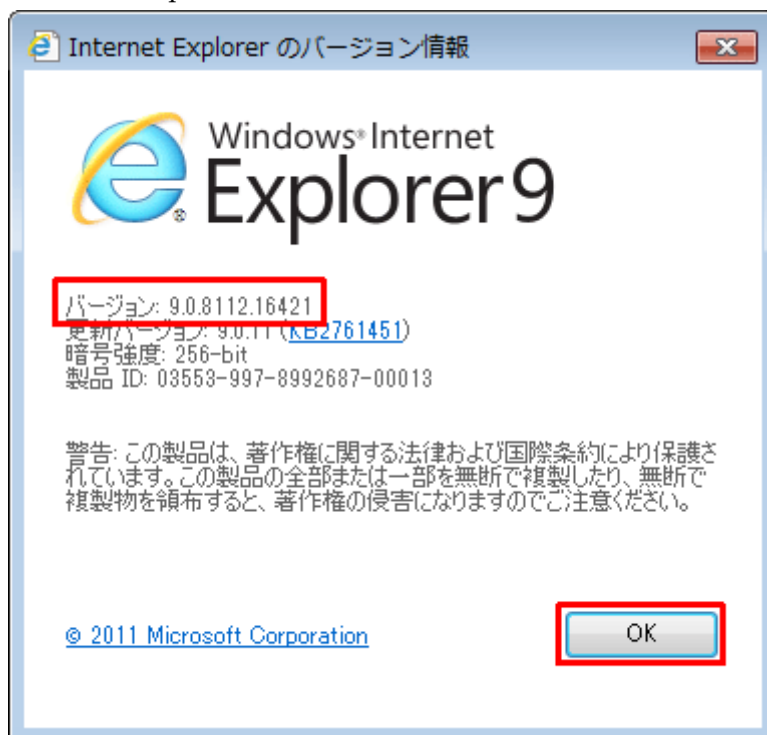 Internet Explorer のバージョン情報
Windows® Internet
Explorer 9
バージョン: 9.0.8112.16421
更新バージョン: 9.0.11 (KB2761451)
暗号強度: 256-bit
製品 ID: 03553-997-8992687-00013
警告: この製品は、著作権に関する法律および国際条約により保護さ
れています。この製品の全部または一部を無断で複製したり、無断で
複製物を頒布すると、著作権の侵害になりますのでご注意ください。
© 2011 Microsoft Corporation
OK